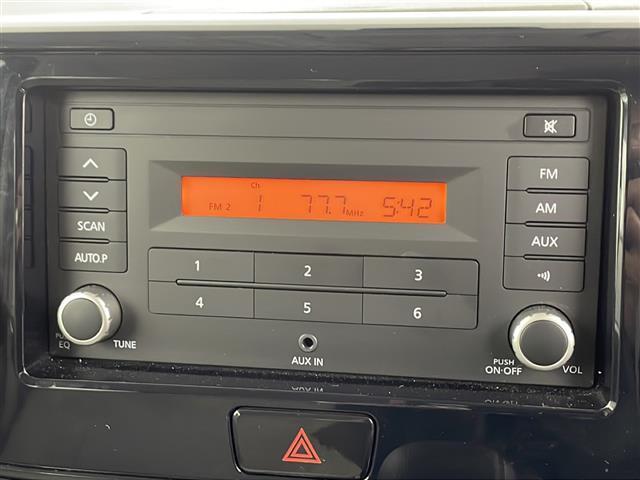 Ch
FM 2 1 77.7 MHz 5:42
SCAN
AUTO.P
FM
AM
AUX
1 2 3
4 5 6
AUX IN
EQ TUNE
PUSH
ON·OFF VOL